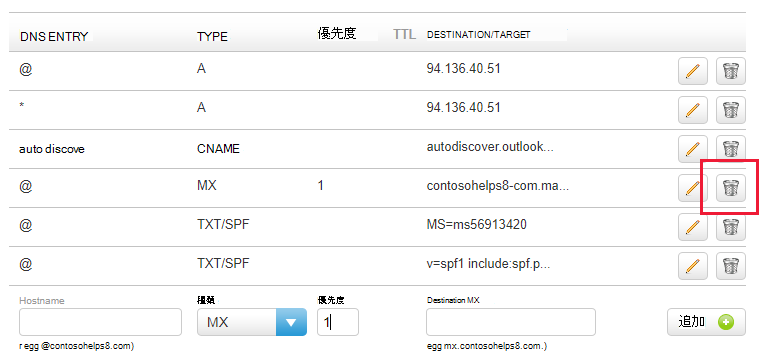 DNS ENTRY TYPE 優先度 TTL DESTINATION/TARGET
@ A 94.136.40.51
* A 94.136.40.51
auto discove CNAME autodiscover.outlook...
@ MX 1 contosohelps8-com.ma...
@ TXT/SPF MS=ms56913420
@ TXT/SPF v=spf1 include:spf.p...
Hostname 種類 優先度 Destination MX
MX 1 追加
r egg @contosohelps8.com) egg mx.contosohelps8.com.)